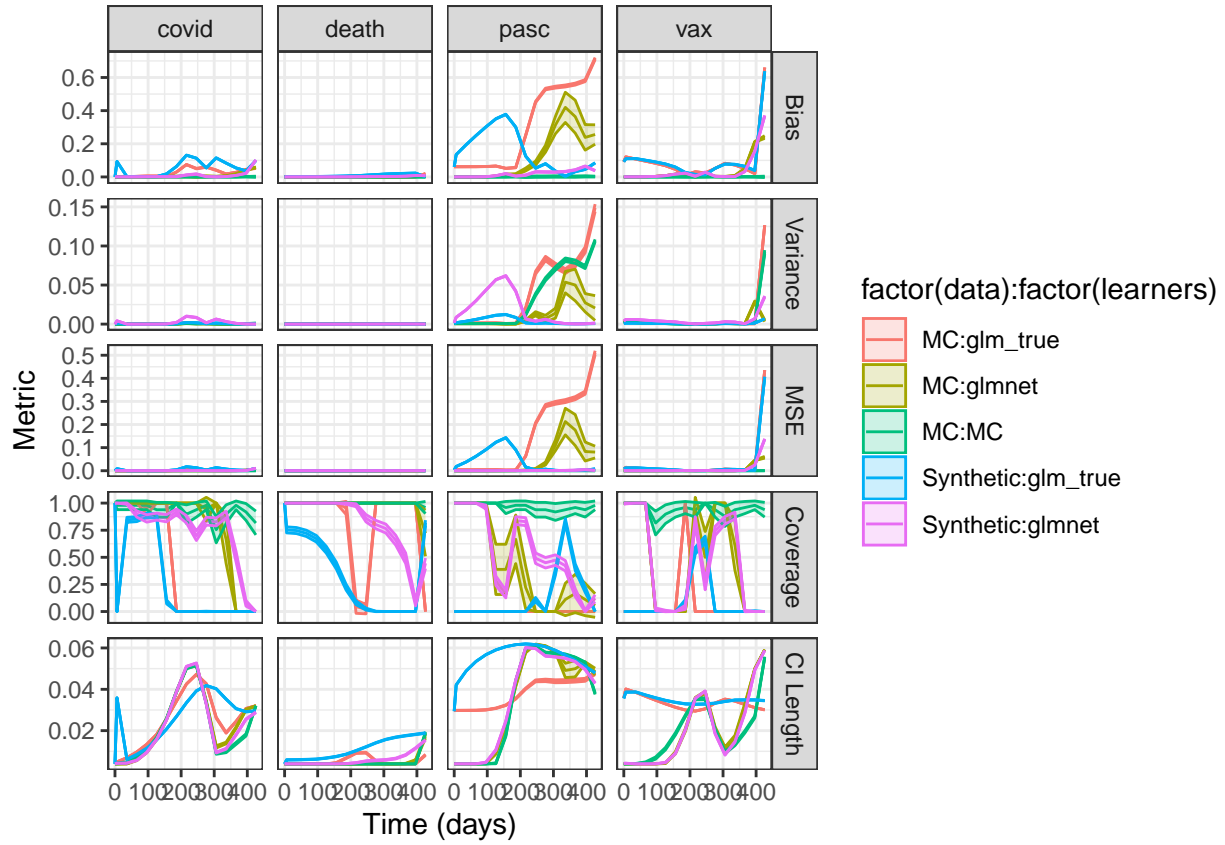 covid death pasc vax
0.6
0.4
0.2
0.0
Bias
0.15
0.10
0.05
0.00
Variance
0.5
0.4
0.3
0.2
0.1
0.0
MSE
1.00
0.75
0.50
0.25
0.00
Coverage
0.06
0.04
0.02
CI Length
0 100 200 300 400 0 100 200 300 400 0 100 200 300 400 0 100 200 300 400
Time (days)
Metric
factor(data):factor(learners)
MC:glm_true
MC:glmnet
MC:MC
Synthetic:glm_true
Synthetic:glmnet